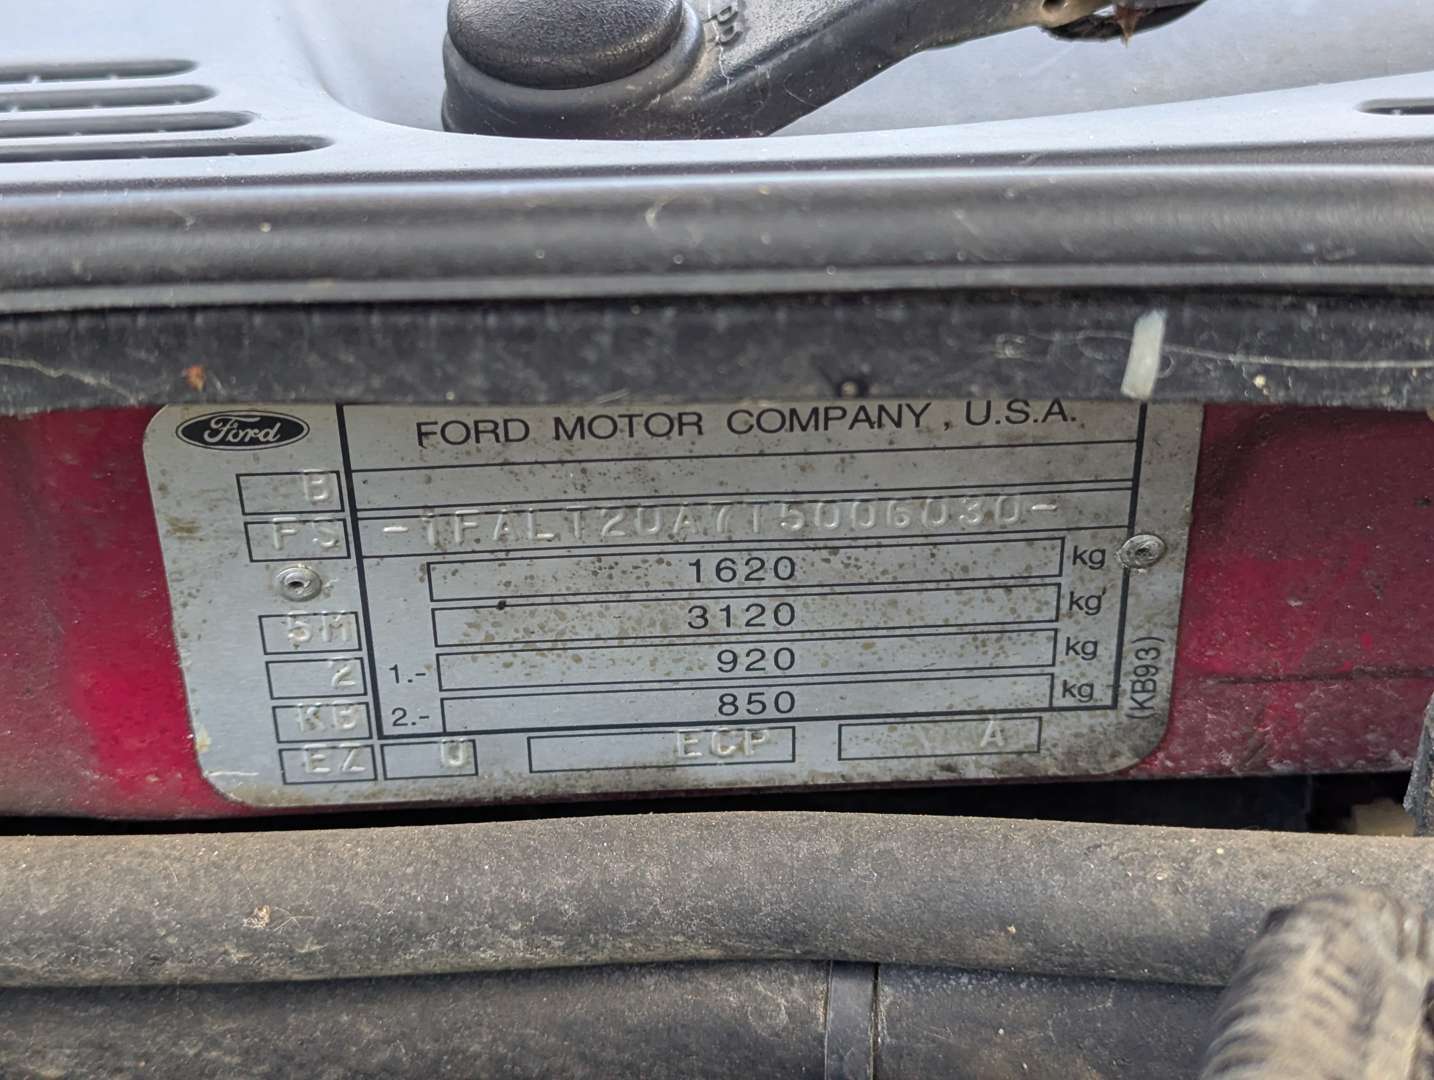 Ford
FORD MOTOR COMPANY, U.S.A.
B
FS
-1FALT20A7T5006030-
1620 kg
3120 kg
5M
1.- 920 kg
2
2.- 850 kg
KB
EZ
U
ECP
A
(KB93)